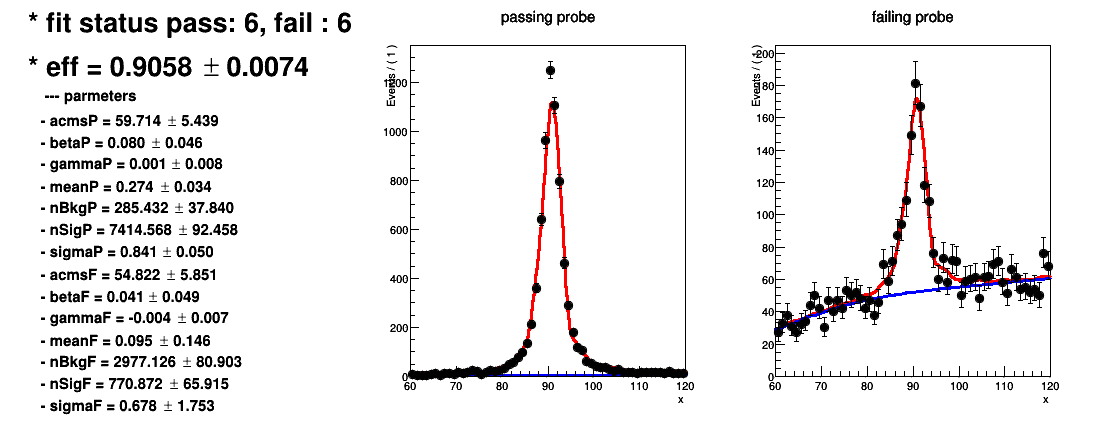 * fit status pass: 6, fail : 6
* eff = 0.9058 ± 0.0074
--- parmeters
- acmsP = 59.714 ± 5.439
- betaP = 0.080 ± 0.046
- gammaP = 0.001 ± 0.008
- meanP = 0.274 ± 0.034
- nBkgP = 285.432 ± 37.840
- nSigP = 7414.568 ± 92.458
- sigmaP = 0.841 ± 0.050
- acmsF = 54.822 ± 5.851
- betaF = 0.041 ± 0.049
- gammaF = -0.004 ± 0.007
- meanF = 0.095 ± 0.146
- nBkgF = 2977.126 ± 80.903
- nSigF = 770.872 ± 65.915
- sigmaF = 0.678 ± 1.753
passing probe
Events / ( 1 )
1200
1000
800
600
400
200
0
60 70 80 90 100 110 120
x
failing probe
Events / ( 1 )
200
180
160
140
120
100
80
60
40
20
0
60 70 80 90 100 110 120
x